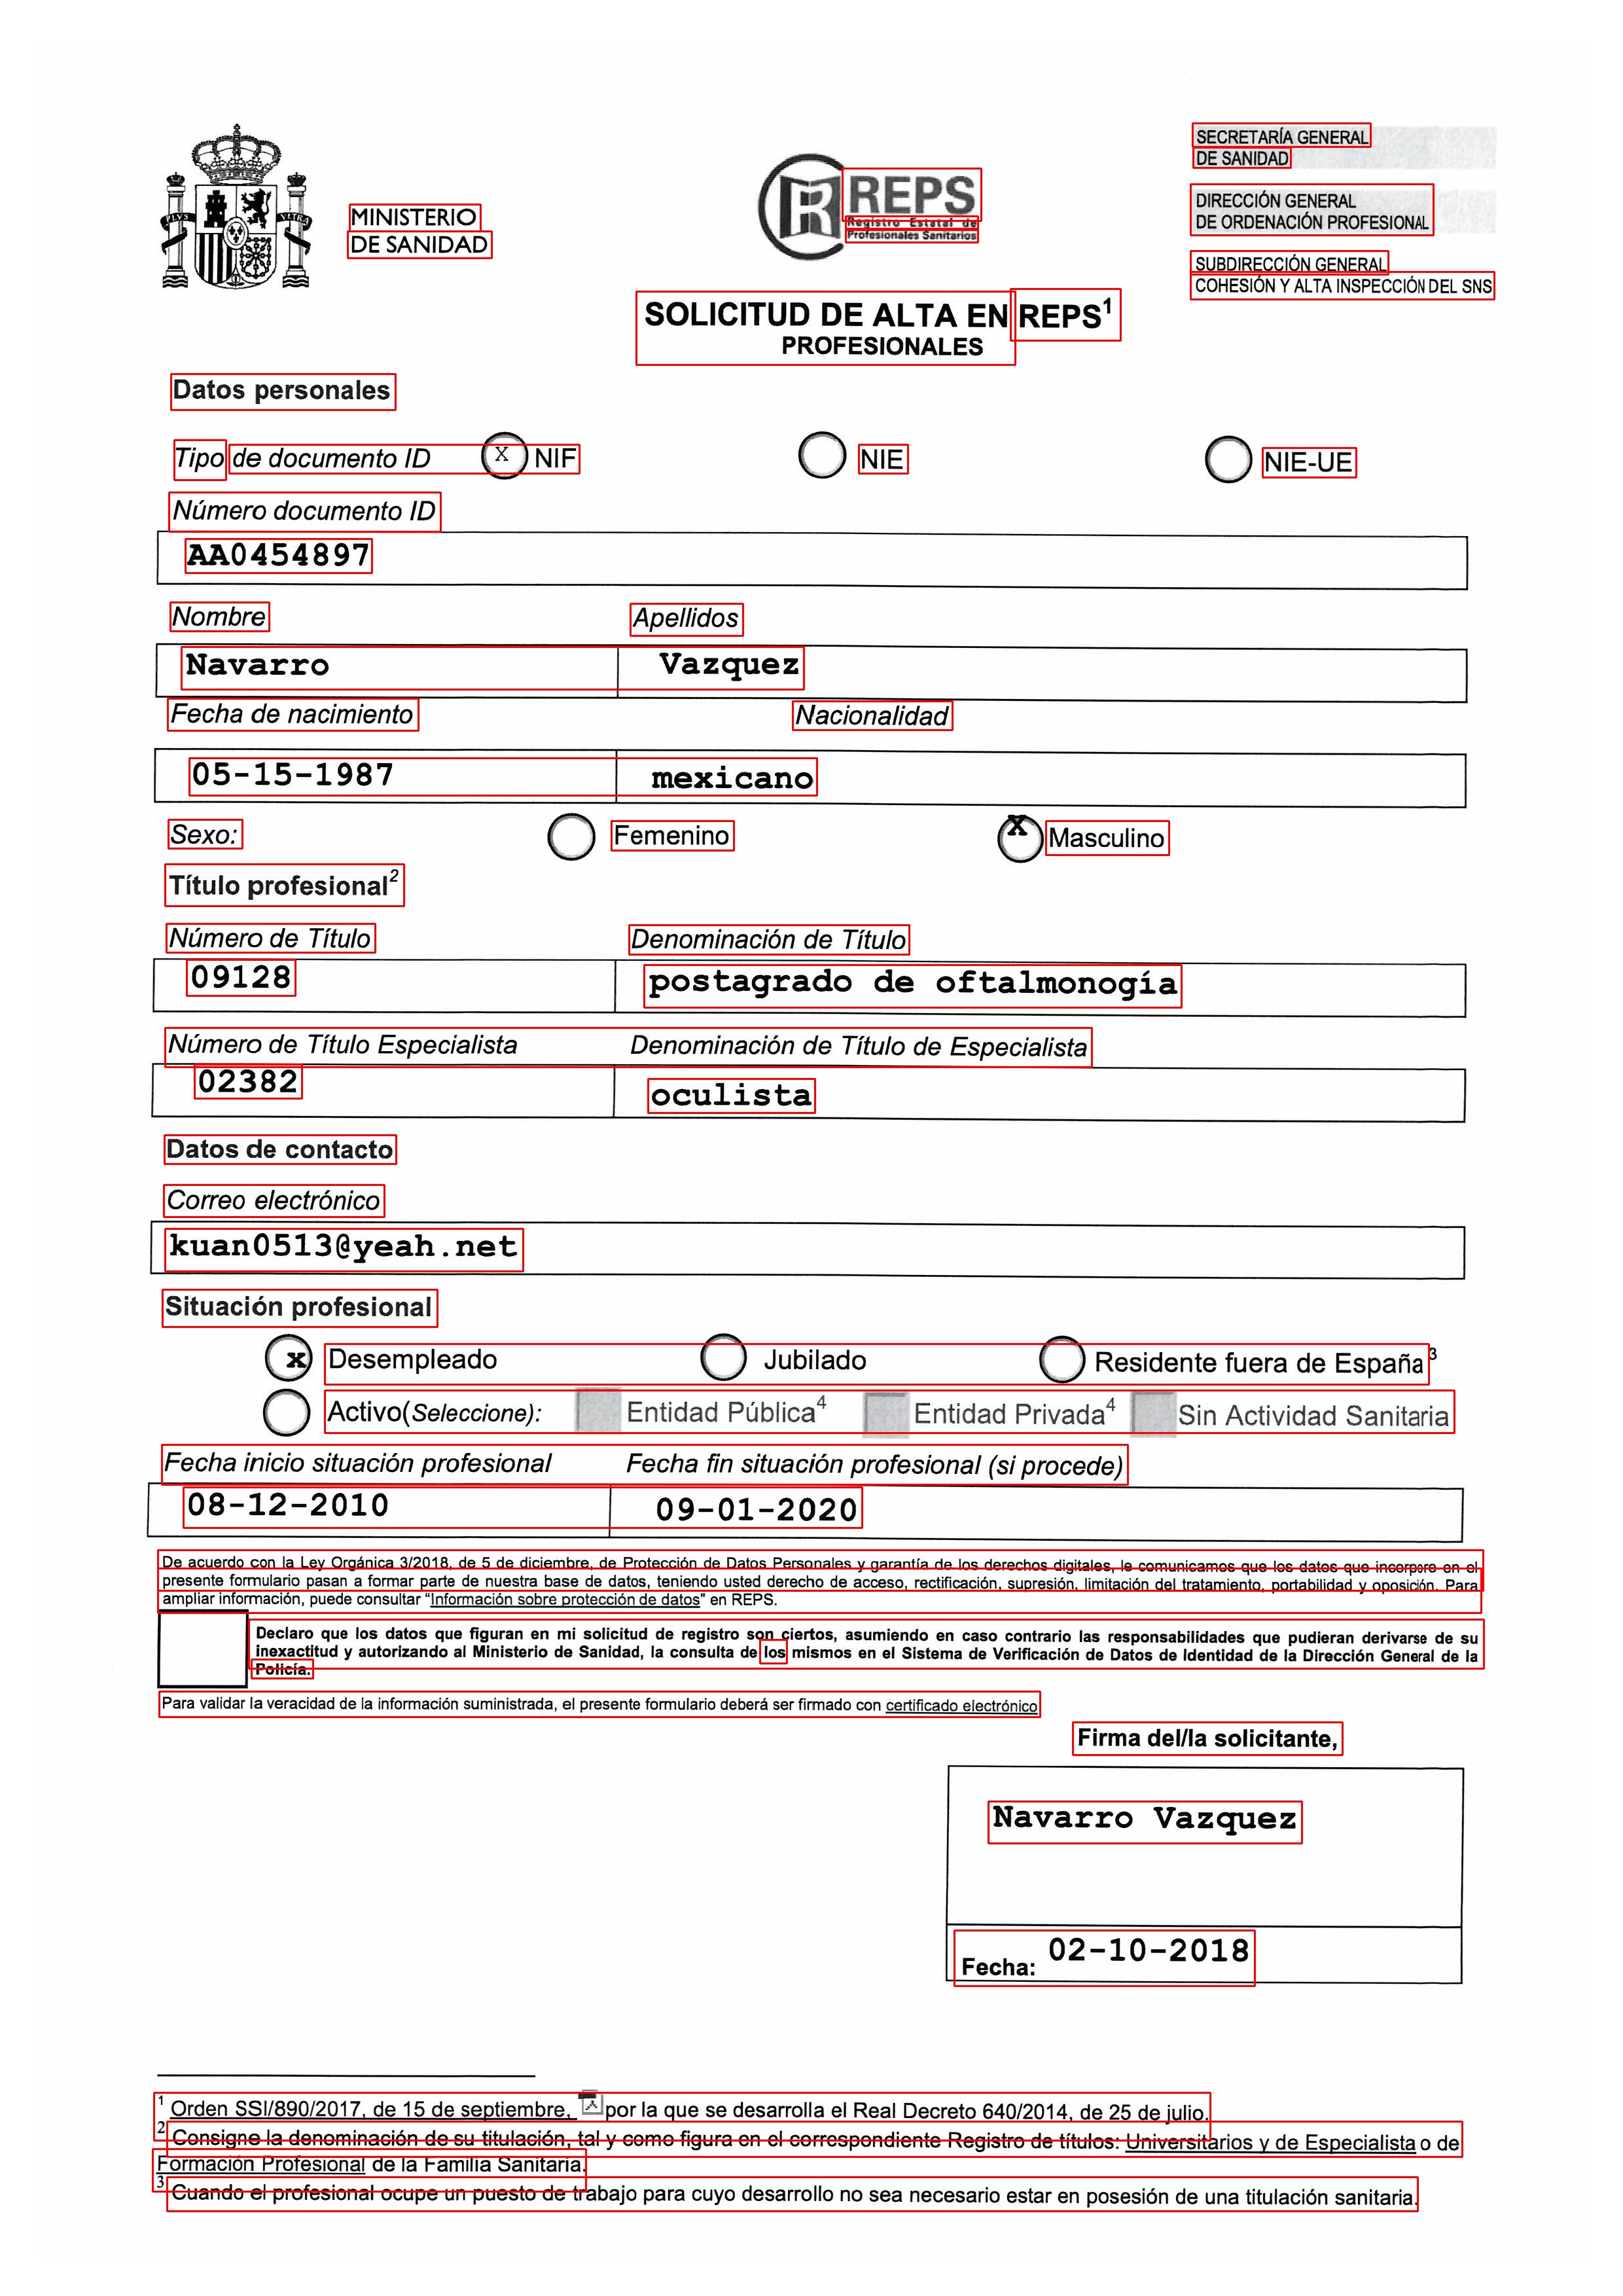 SECRETARÍA GENERAL
DE SANIDAD
DIRECCIÓN GENERAL
DE ORDENACIÓN PROFESIONAL
SUBDIRECCIÓN GENERAL
COHESIÓN Y ALTA INSPECCIÓN DEL SNS
PLVS VLTRA
MINISTERIO
DE SANIDAD
REPS
Registro Estatal de
Profesionales Sanitarios
SOLICITUD DE ALTA EN REPS¹
PROFESIONALES
Datos personales
Tipo de documento ID X NIF NIE NIE-UE
Número documento ID
AA0454897
Nombre Apellidos
Navarro Vazquez
Fecha de nacimiento Nacionalidad
05-15-1987 mexicano
Sexo: Femenino X Masculino
Título profesional²
Número de Título Denominación de Título
09128 postagrado de oftalmonogía
Número de Título Especialista Denominación de Título de Especialista
02382 oculista
Datos de contacto
Correo electrónico
kuan0513@yeah.net
Situación profesional
x Desempleado Jubilado Residente fuera de España³
Activo(Seleccione): Entidad Pública⁴ Entidad Privada⁴ Sin Actividad Sanitaria
Fecha inicio situación profesional Fecha fin situación profesional (si procede)
08-12-2010 09-01-2020
De acuerdo con la Ley Orgánica 3/2018, de 5 de diciembre, de Protección de Datos Personales y garantía de los derechos digitales, le comunicamos que los datos que incorpore en el
presente formulario pasan a formar parte de nuestra base de datos, teniendo usted derecho de acceso, rectificación, supresión, limitación del tratamiento, portabilidad y oposición. Para
ampliar información, puede consultar “Información sobre protección de datos” en REPS.
Declaro que los datos que figuran en mi solicitud de registro son ciertos, asumiendo en caso contrario las responsabilidades que pudieran derivarse de su
inexactitud y autorizando al Ministerio de Sanidad, la consulta de los mismos en el Sistema de Verificación de Datos de Identidad de la Dirección General de la
Policía.
Para validar la veracidad de la información suministrada, el presente formulario deberá ser firmado con certificado electrónico
Firma del/la solicitante,
Navarro Vazquez
Fecha: 02-10-2018
¹ Orden SSI/890/2017, de 15 de septiembre, por la que se desarrolla el Real Decreto 640/2014, de 25 de julio.
² Consigne la denominación de su titulación, tal y como figura en el correspondiente Registro de títulos: Universitarios y de Especialista o de
Formación Profesional de la Familia Sanitaria.
³ Cuando el profesional ocupe un puesto de trabajo para cuyo desarrollo no sea necesario estar en posesión de una titulación sanitaria.